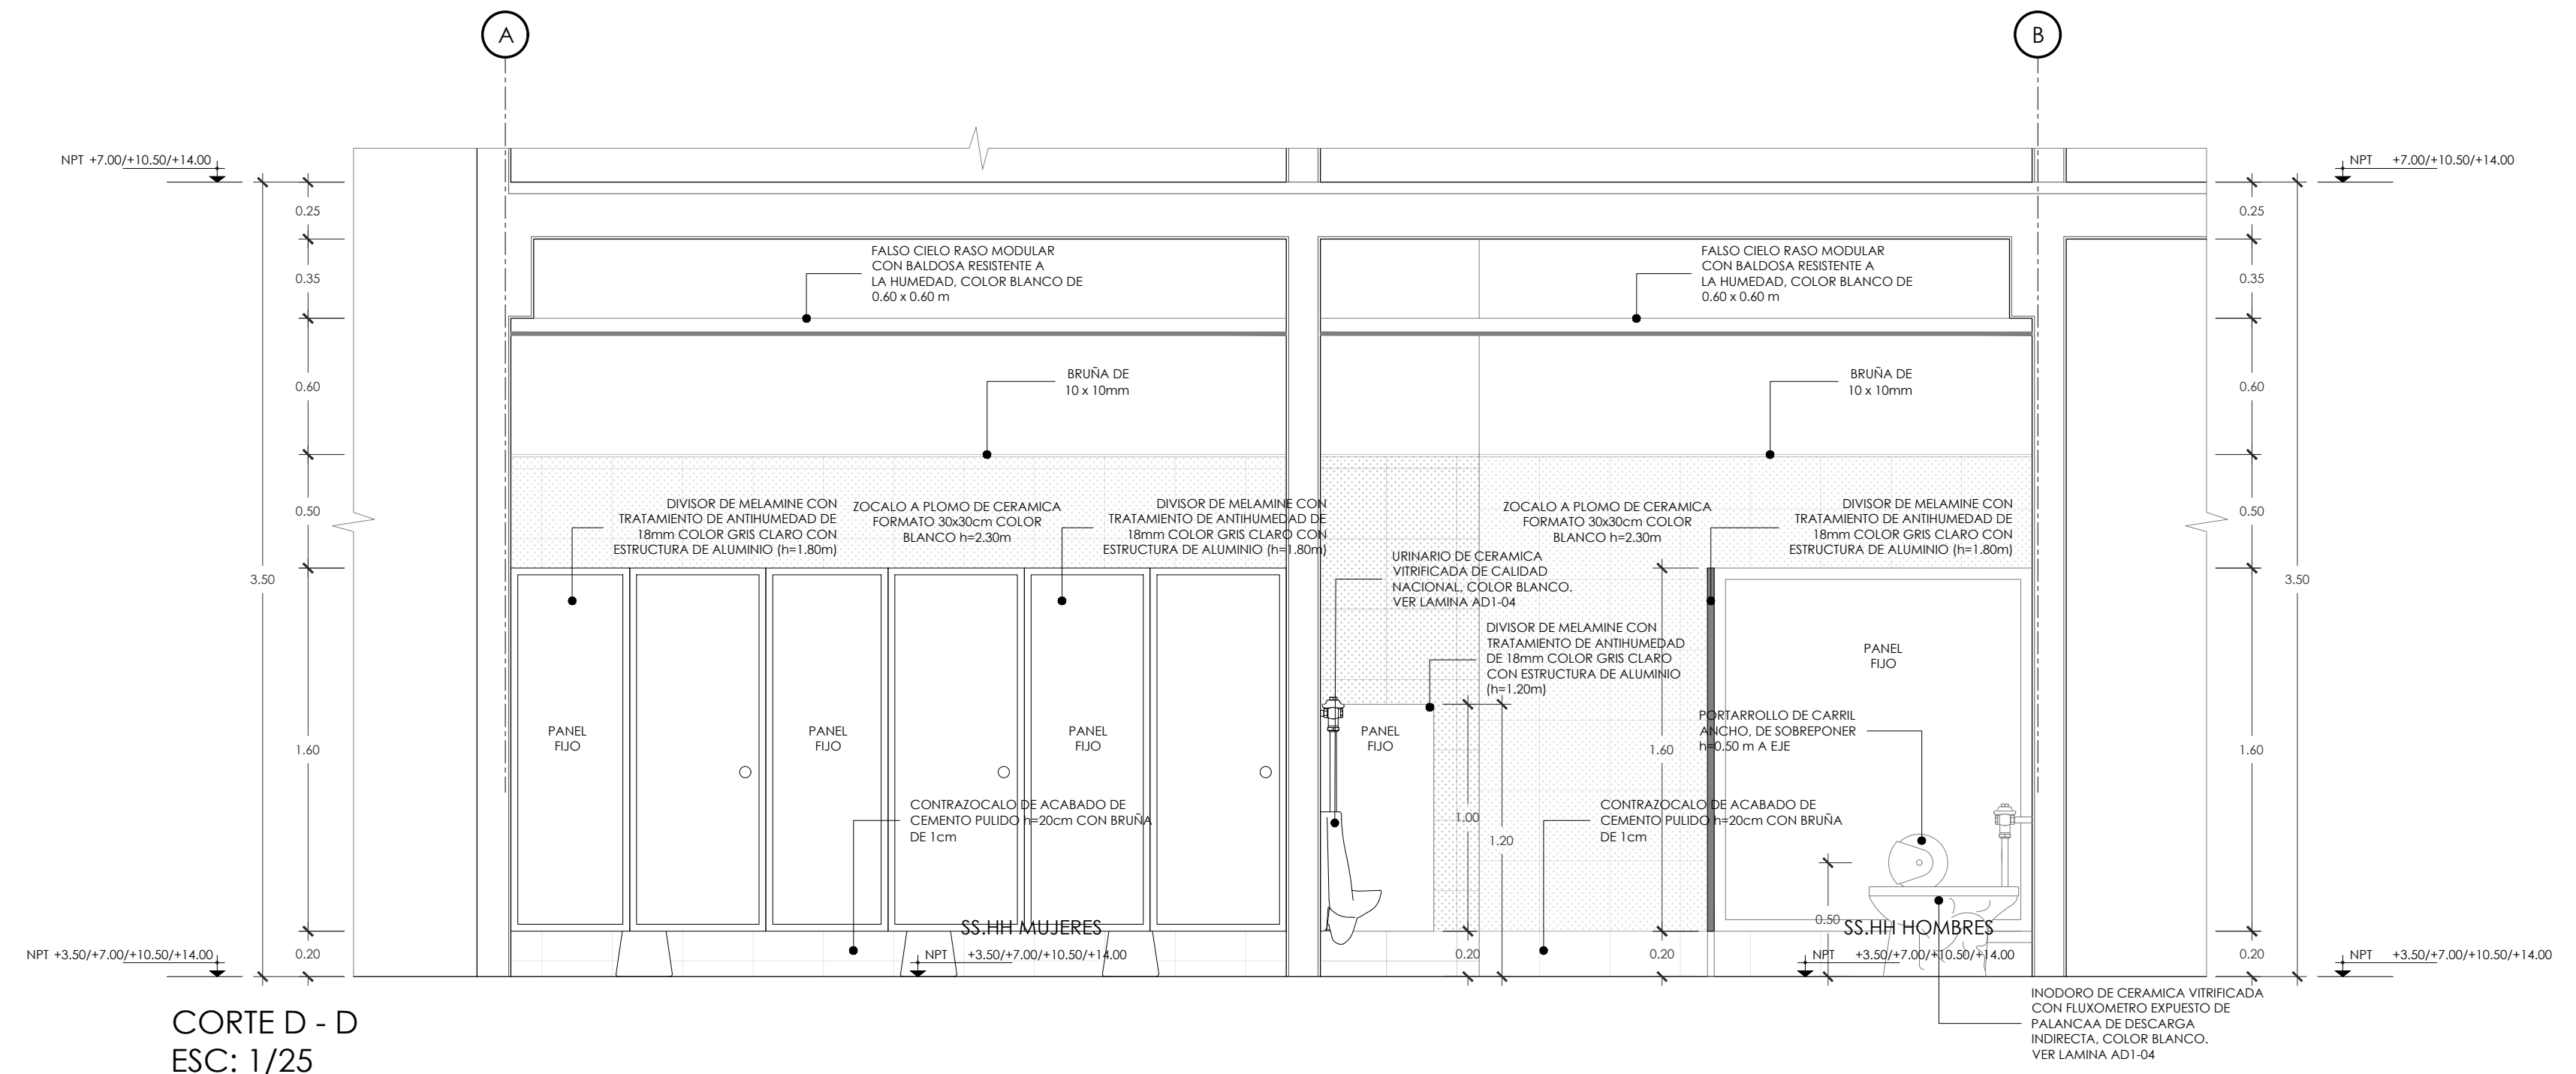 A
B
NPT +7.00/+10.50/+14.00
NPT +7.00/+10.50/+14.00
0.25
0.35
0.60
0.50
3.50
1.60
0.20
FALSO CIELO RASO MODULAR
CON BALDOSA RESISTENTE A
LA HUMEDAD, COLOR BLANCO DE
0.60 x 0.60 m
FALSO CIELO RASO MODULAR
CON BALDOSA RESISTENTE A
LA HUMEDAD, COLOR BLANCO DE
0.60 x 0.60 m
BRUÑA DE
10 x 10mm
BRUÑA DE
10 x 10mm
DIVISOR DE MELAMINE CON
TRATAMIENTO DE ANTIHUMEDAD DE
18mm COLOR GRIS CLARO CON
ESTRUCTURA DE ALUMINIO (h=1.80m)
ZOCALO A PLOMO DE CERAMICA
FORMATO 30x30cm COLOR
BLANCO h=2.30m
DIVISOR DE MELAMINE CON
TRATAMIENTO DE ANTIHUMEDAD DE
18mm COLOR GRIS CLARO CON
ESTRUCTURA DE ALUMINIO (h=1.80m)
URINARIO DE CERAMICA
VITRIFICADA DE CALIDAD
NACIONAL, COLOR BLANCO.
VER LAMINA AD1-04
ZOCALO A PLOMO DE CERAMICA
FORMATO 30x30cm COLOR
BLANCO h=2.30m
DIVISOR DE MELAMINE CON
TRATAMIENTO DE ANTIHUMEDAD DE
18mm COLOR GRIS CLARO CON
ESTRUCTURA DE ALUMINIO (h=1.80m)
DIVISOR DE MELAMINE CON
TRATAMIENTO DE ANTIHUMEDAD
DE 18mm COLOR GRIS CLARO
CON ESTRUCTURA DE ALUMINIO
(h=1.20m)
PANEL
FIJO
PANEL
FIJO
PANEL
FIJO
PANEL
FIJO
PANEL
FIJO
PORTARROLLO DE CARRIL
ANCHO, DE SOBREPONER
h=0.50 m A EJE
1.60
1.00
1.20
0.50
CONTRAZOCALO DE ACABADO DE
CEMENTO PULIDO h=20cm CON BRUÑA
DE 1cm
CONTRAZOCALO DE ACABADO DE
CEMENTO PULIDO h=20cm CON BRUÑA
DE 1cm
SS.HH MUJERES
SS.HH HOMBRES
NPT +3.50/+7.00/+10.50/+14.00
NPT +3.50/+7.00/+10.50/+14.00
0.20
0.20
NPT +3.50/+7.00/+10.50/+14.00
0.25
0.35
0.60
0.50
3.50
1.60
0.20
NPT +3.50/+7.00/+10.50/+14.00
INODORO DE CERAMICA VITRIFICADA
CON FLUXOMETRO EXPUESTO DE
PALANCAA DE DESCARGA
INDIRECTA, COLOR BLANCO.
VER LAMINA AD1-04
CORTE D - D
ESC: 1/25